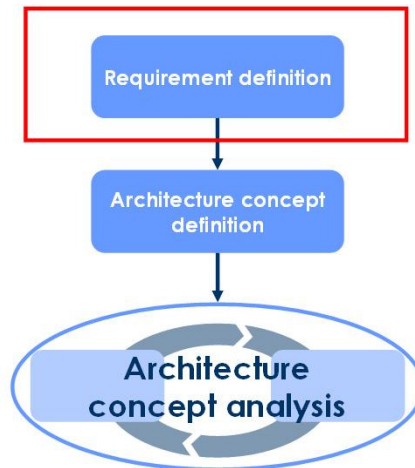 Requirement definition
Architecture concept
definition
Architecture
concept analysis